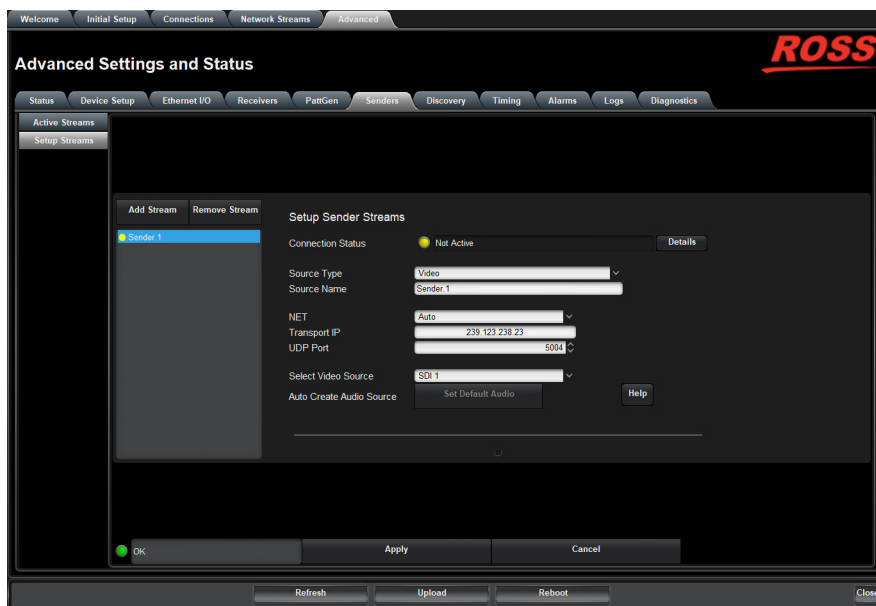 Welcome Initial Setup Connections Network Streams Advanced
Advanced Settings and Status
ROSS
Status Device Setup Ethernet I/O Receivers PattGen Senders Discovery Timing Alarms Logs Diagnostics
Active Streams
Setup Streams
Add Stream Remove Stream
Sender.1
Setup Sender Streams
Connection Status Not Active Details
Source Type Video
Source Name Sender.1
NET Auto
Transport IP 239.123.238.23
UDP Port 5004
Select Video Source SDI 1
Auto Create Audio Source Set Default Audio Help
OK Apply Cancel
Refresh Upload Reboot Close